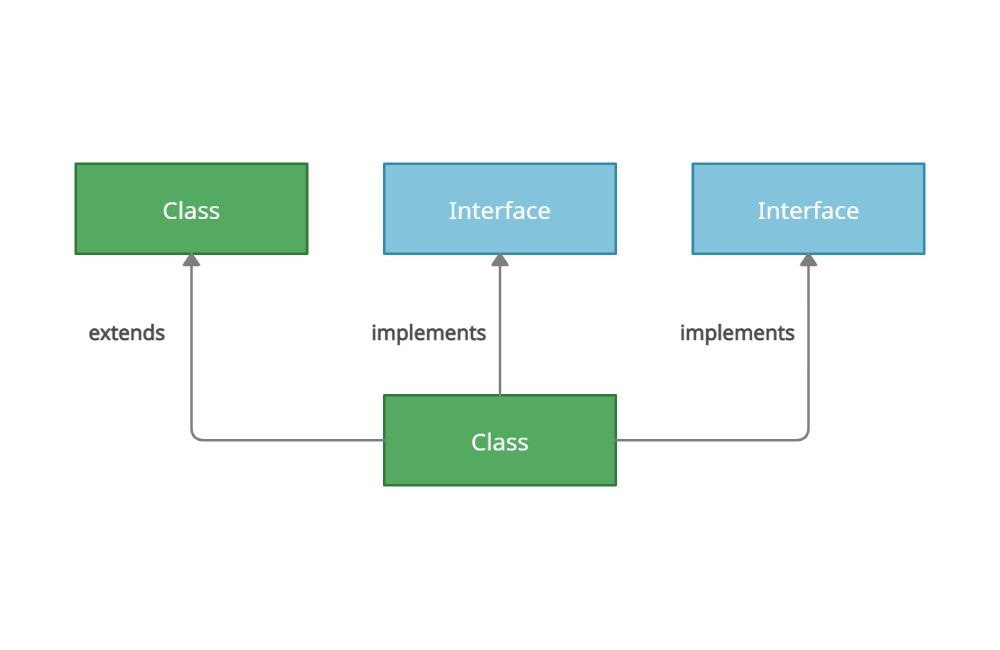 Class
Interface
Interface
extends
implements
implements
Class